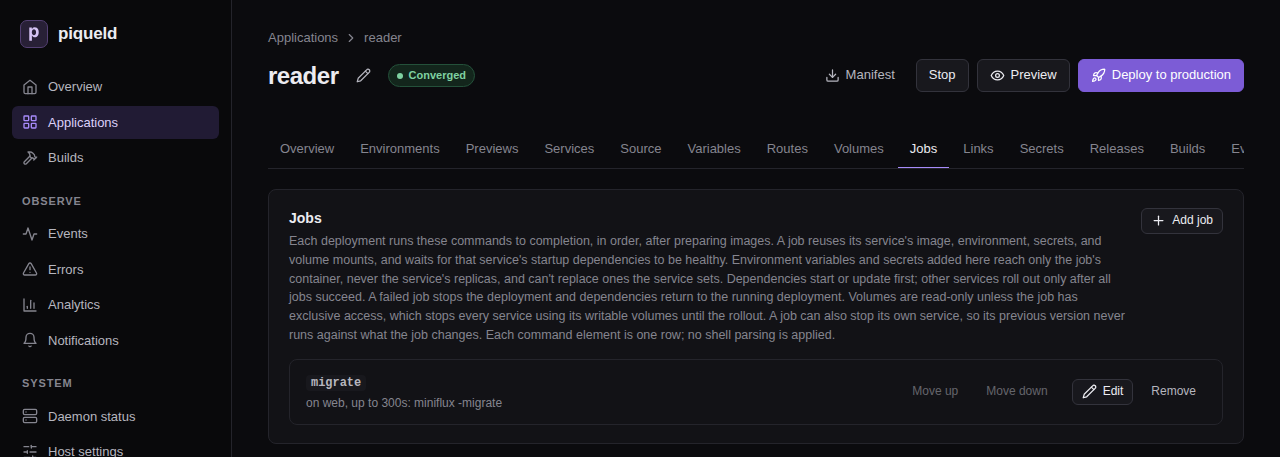 p piqueld
Overview
Applications
Builds
OBSERVE
Events
Errors
Analytics
Notifications
SYSTEM
Daemon status
Host settings
Applications > reader
reader Converged
Manifest Stop Preview Deploy to production
Overview Environments Previews Services Source Variables Routes Volumes Jobs Links Secrets Releases Builds
Jobs
Add job
Each deployment runs these commands to completion, in order, after preparing images. A job reuses its service's image, environment, secrets, and
volume mounts, and waits for that service's startup dependencies to be healthy. Environment variables and secrets added here reach only the job's
container, never the service's replicas, and can't replace ones the service sets. Dependencies start or update first; other services roll out only after all
jobs succeed. A failed job stops the deployment and dependencies return to the running deployment. Volumes are read-only unless the job has
exclusive access, which stops every service using its writable volumes until the rollout. A job can also stop its own service, so its previous version never
runs against what the job changes. Each command element is one row; no shell parsing is applied.
migrate
on web, up to 300s: miniflux -migrate
Move up Move down Edit Remove